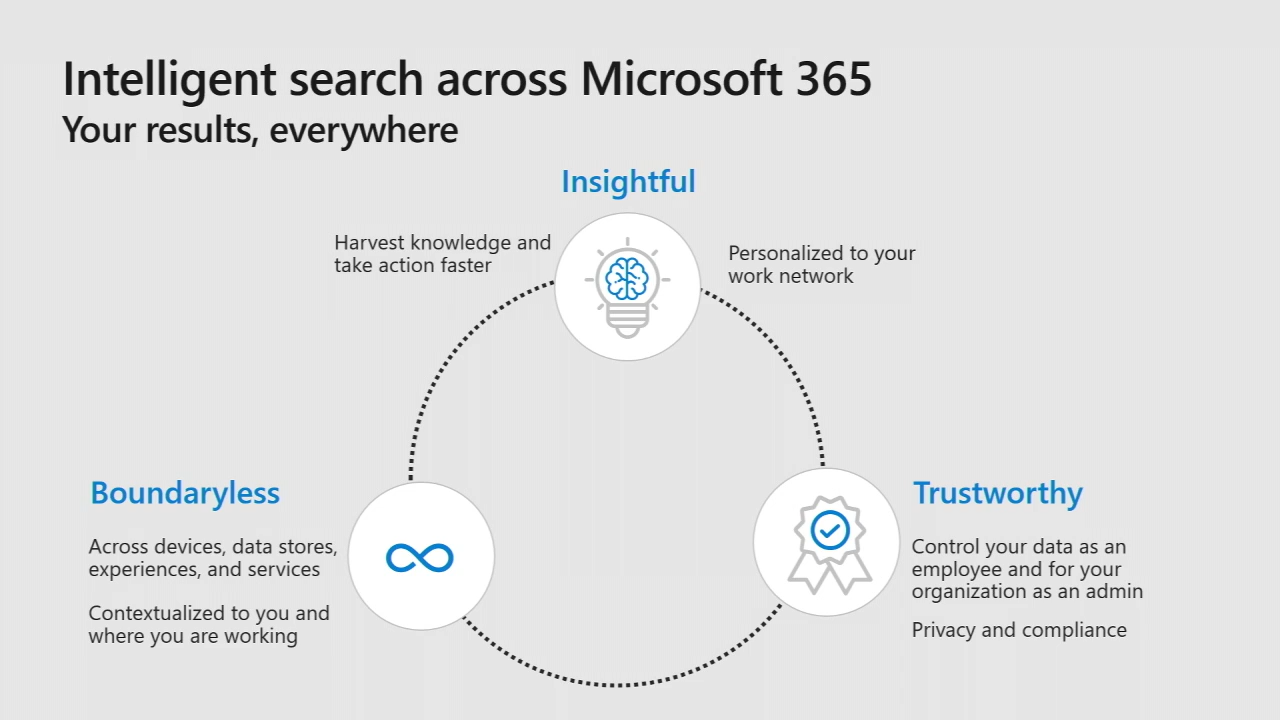 Intelligent search across Microsoft 365
Your results, everywhere
Insightful
Harvest knowledge and
take action faster
Personalized to your
work network
Boundaryless
Across devices, data stores,
experiences, and services
Contextualized to you and
where you are working
Trustworthy
Control your data as an
employee and for your
organization as an admin
Privacy and compliance